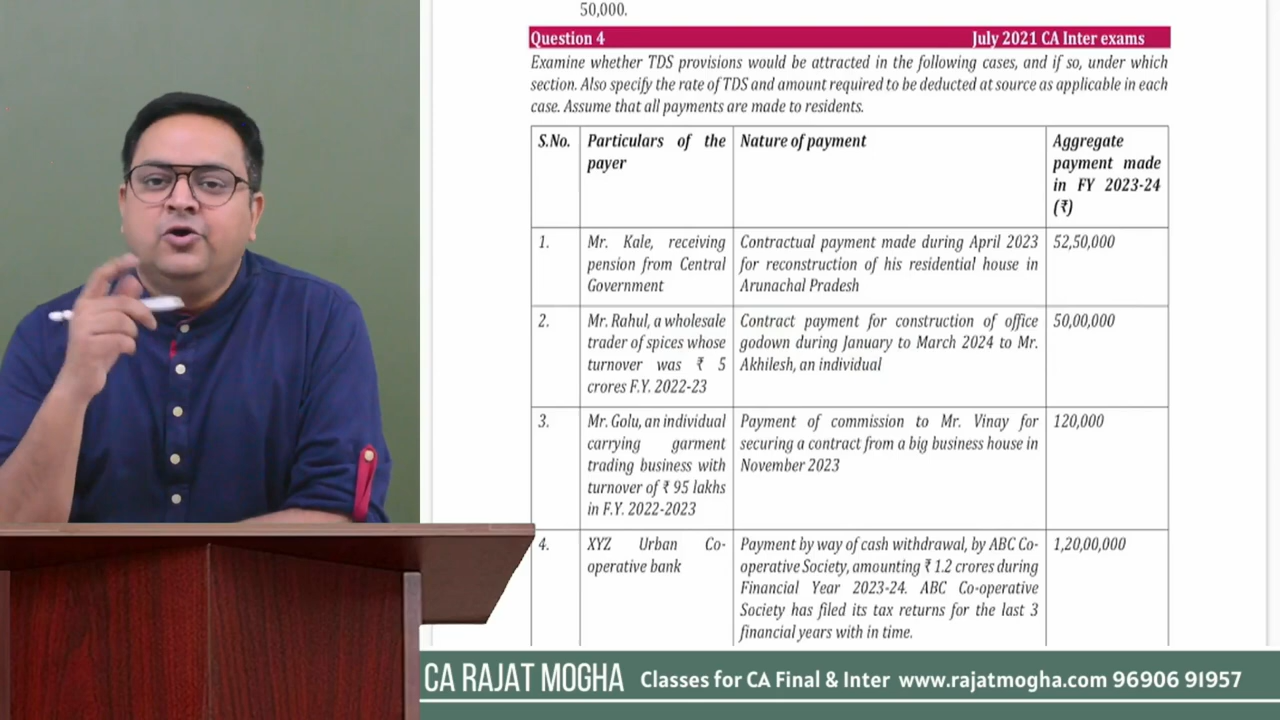 50,000.
Question 4 July 2021 CA Inter exams
Examine whether TDS provisions would be attracted in the following cases, and if so, under which
section. Also specify the rate of TDS and amount required to be deducted at source as applicable in each
case. Assume that all payments are made to residents.
S.No. Particulars of the Nature of payment Aggregate
payer payment made
in FY 2023-24
(₹)
1. Mr. Kale, receiving Contractual payment made during April 2023 52,50,000
pension from Central for reconstruction of his residential house in
Government Arunachal Pradesh
2. Mr. Rahul, a wholesale Contract payment for construction of office 50,00,000
trader of spices whose godown during January to March 2024 to Mr.
turnover was ₹ 5 Akhilesh, an individual
crores F.Y. 2022-23
3. Mr. Golu, an individual Payment of commission to Mr. Vinay for 120,000
carrying garment securing a contract from a big business house in
trading business with November 2023
turnover of ₹ 95 lakhs
in F.Y. 2022-2023
4. XYZ Urban Co- Payment by way of cash withdrawal, by ABC Co- 1,20,00,000
operative bank operative Society, amounting ₹ 1.2 crores during
Financial Year 2023-24. ABC Co-operative
Society has filed its tax returns for the last 3
financial years with in time.
CA RAJAT MOGHA Classes for CA Final & Inter www.rajatmogha.com 96906 91957